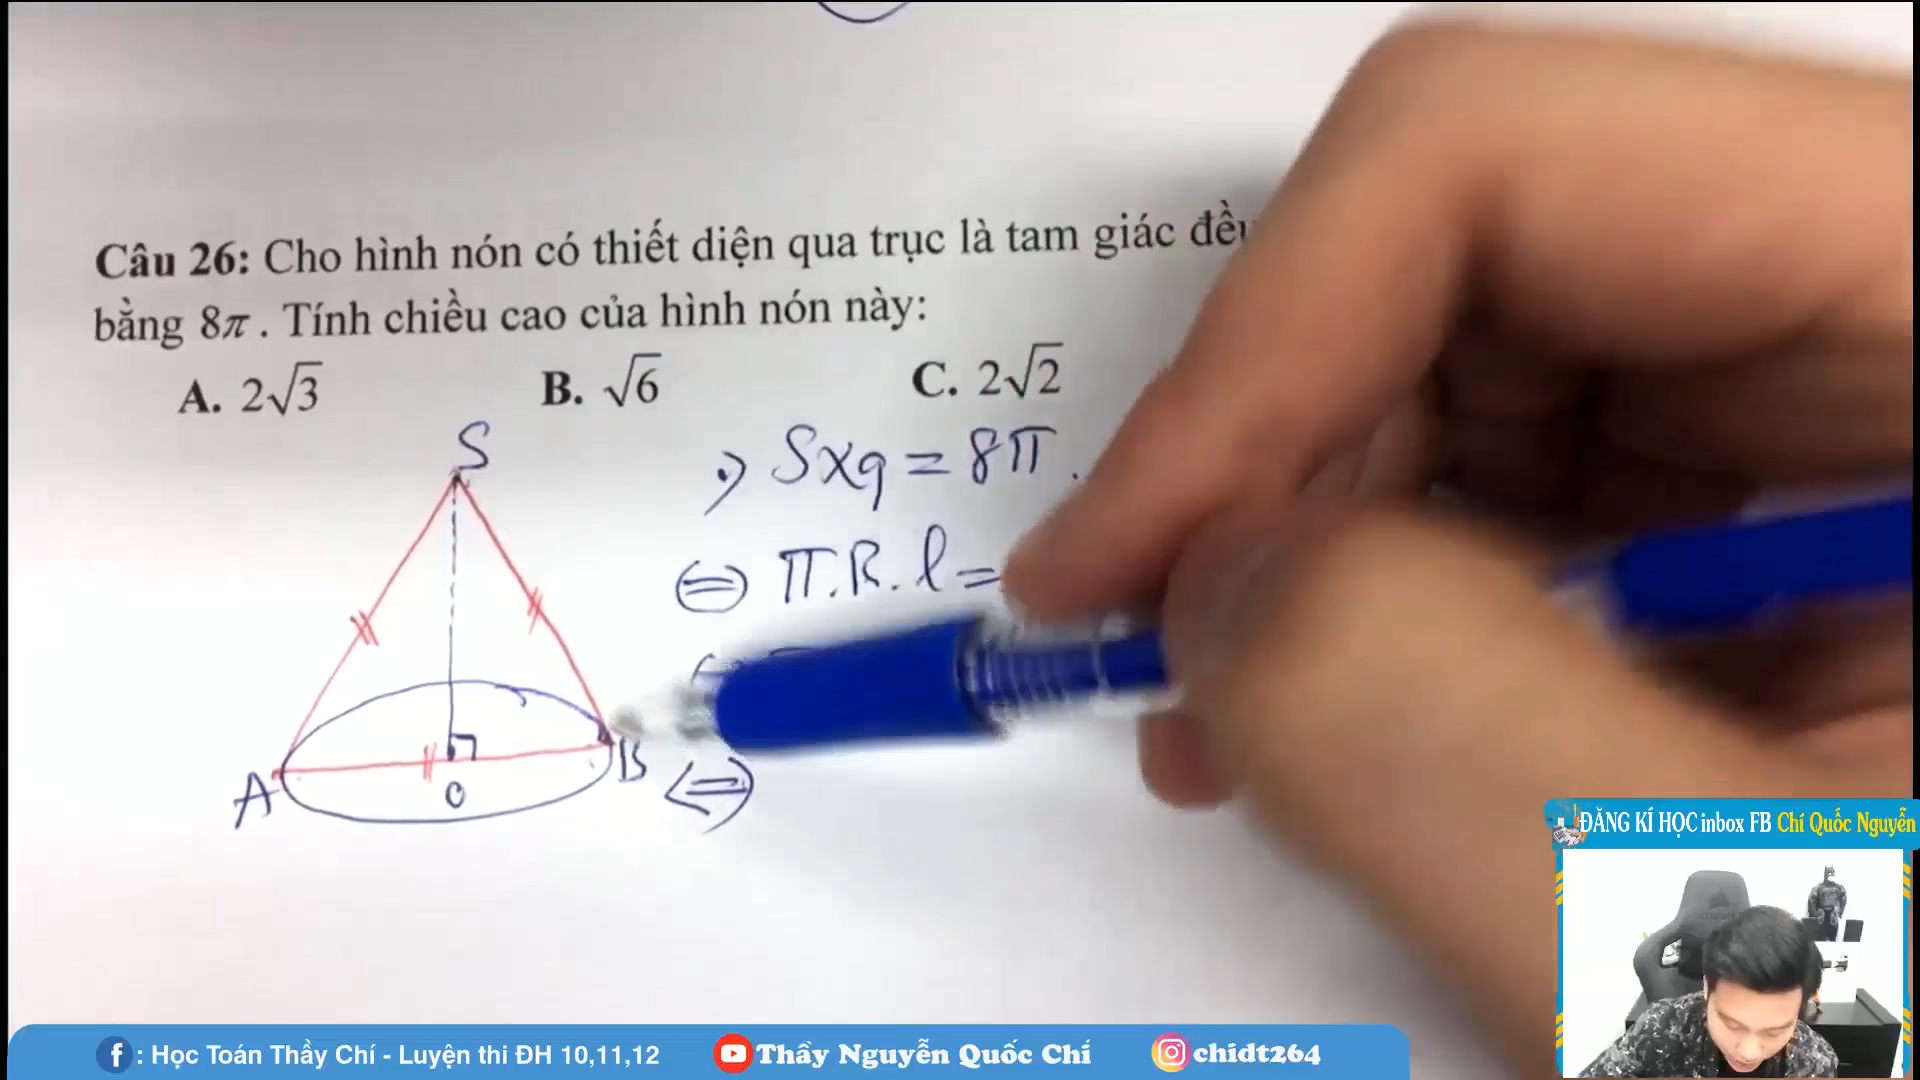 Câu 26: Cho hình nón có thiết diện qua trục là tam giác đều
bằng 8π . Tính chiều cao của hình nón này:
A. 2√3 B. √6 C. 2√2
S
A
O
B
•) Sxq = 8π .
⇔ π.R.l =
⇔
ĐĂNG KÍ HỌC inbox FB Chí Quốc Nguyễn
f : Học Toán Thầy Chí - Luyện thi ĐH 10,11,12
Thầy Nguyễn Quốc Chí
chidt264